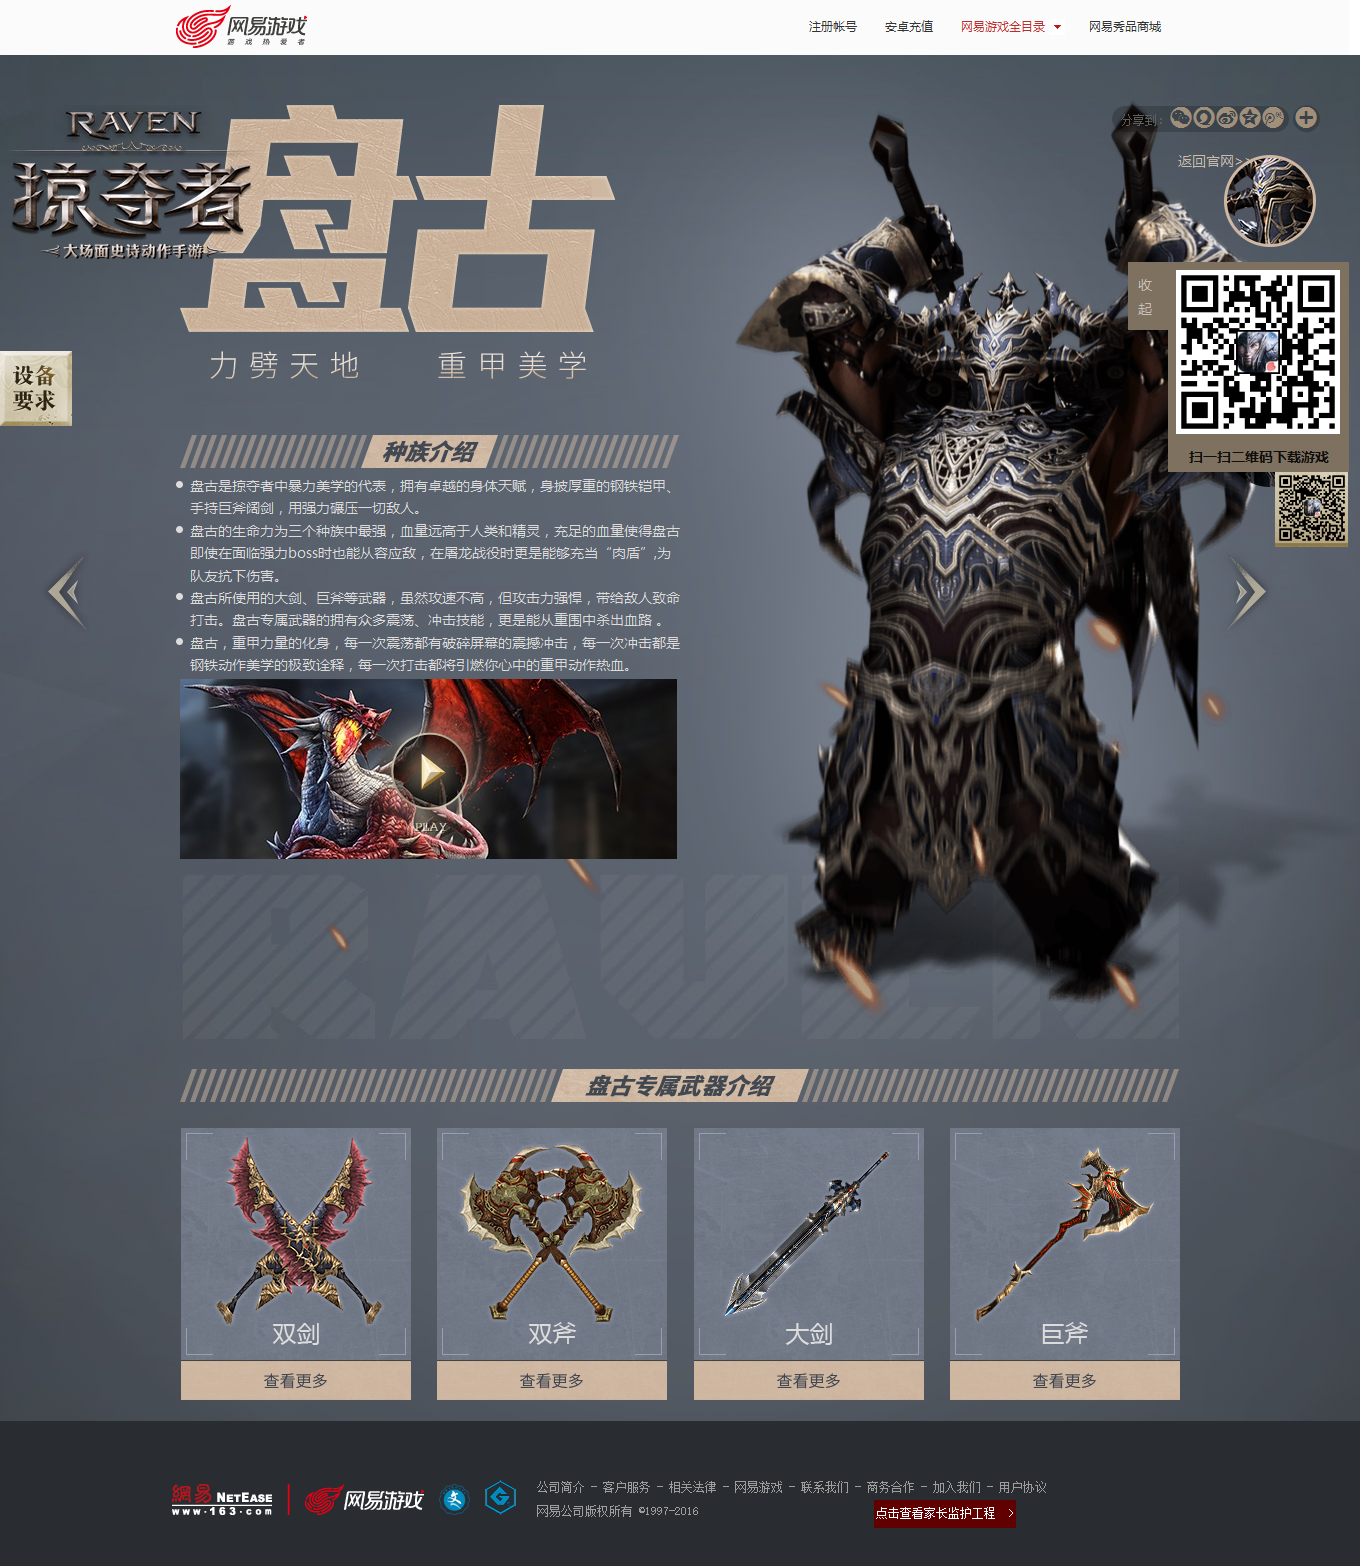 网易游戏
游戏热爱者
注册帐号 安卓充值 网易游戏全目录 网易秀品商城
RAVEN
掠夺者
大场面史诗动作手游
盘古
力劈天地 重甲美学
分享到：
返回官网>>
收起
扫一扫二维码下载游戏
设备
要求
种族介绍
盘古是掠夺者中暴力美学的代表，拥有卓越的身体天赋，身披厚重的钢铁铠甲、
手持巨斧阔剑，用强力碾压一切敌人。
盘古的生命力为三个种族中最强，血量远高于人类和精灵，充足的血量使得盘古
即使在面临强力boss时也能从容应敌，在屠龙战役时更是能够充当“肉盾”,为
队友抗下伤害。
盘古所使用的大剑、巨斧等武器，虽然攻速不高，但攻击力强悍，带给敌人致命
打击。盘古专属武器的拥有众多震荡、冲击技能，更是能从重围中杀出血路 。
盘古，重甲力量的化身，每一次震荡都有破碎屏幕的震撼冲击，每一次冲击都是
钢铁动作美学的极致诠释，每一次打击都将引燃你心中的重甲动作热血。
PLAY
RAVEN
盘古专属武器介绍
双剑 双斧 大剑 巨斧
查看更多 查看更多 查看更多 查看更多
網易 NETEASE
www.163.com
网易游戏
公司简介 - 客户服务 - 相关法律 - 网易游戏 - 联系我们 - 商务合作 - 加入我们 - 用户协议
网易公司版权所有 ©1997-2016
点击查看家长监护工程 >